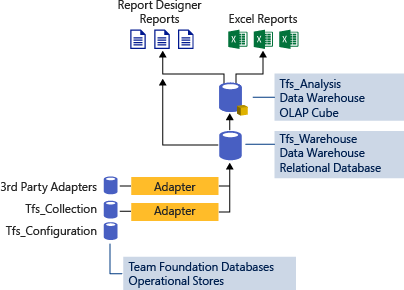 Report Designer
Reports
Excel Reports
Tfs_Analysis
Data Warehouse
OLAP Cube
Tfs_Warehouse
Data Warehouse
Relational Database
3rd Party Adapters
Adapter
Tfs_Collection
Adapter
Tfs_Configuration
Team Foundation Databases
Operational Stores